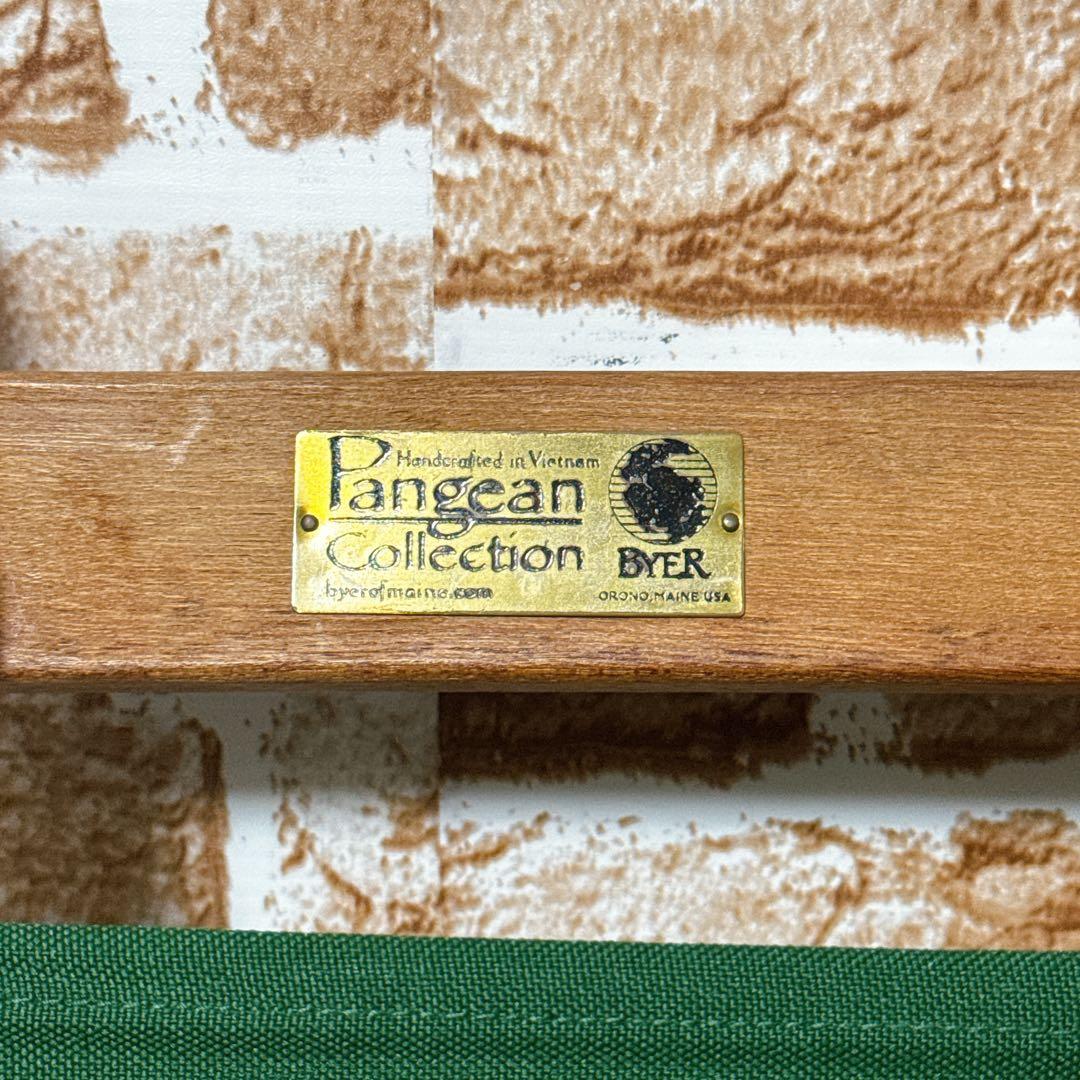 Handcrafted in Vietnam
Pangean
Collection
byerofmaine.com
BYER
ORONO, MAINE USA